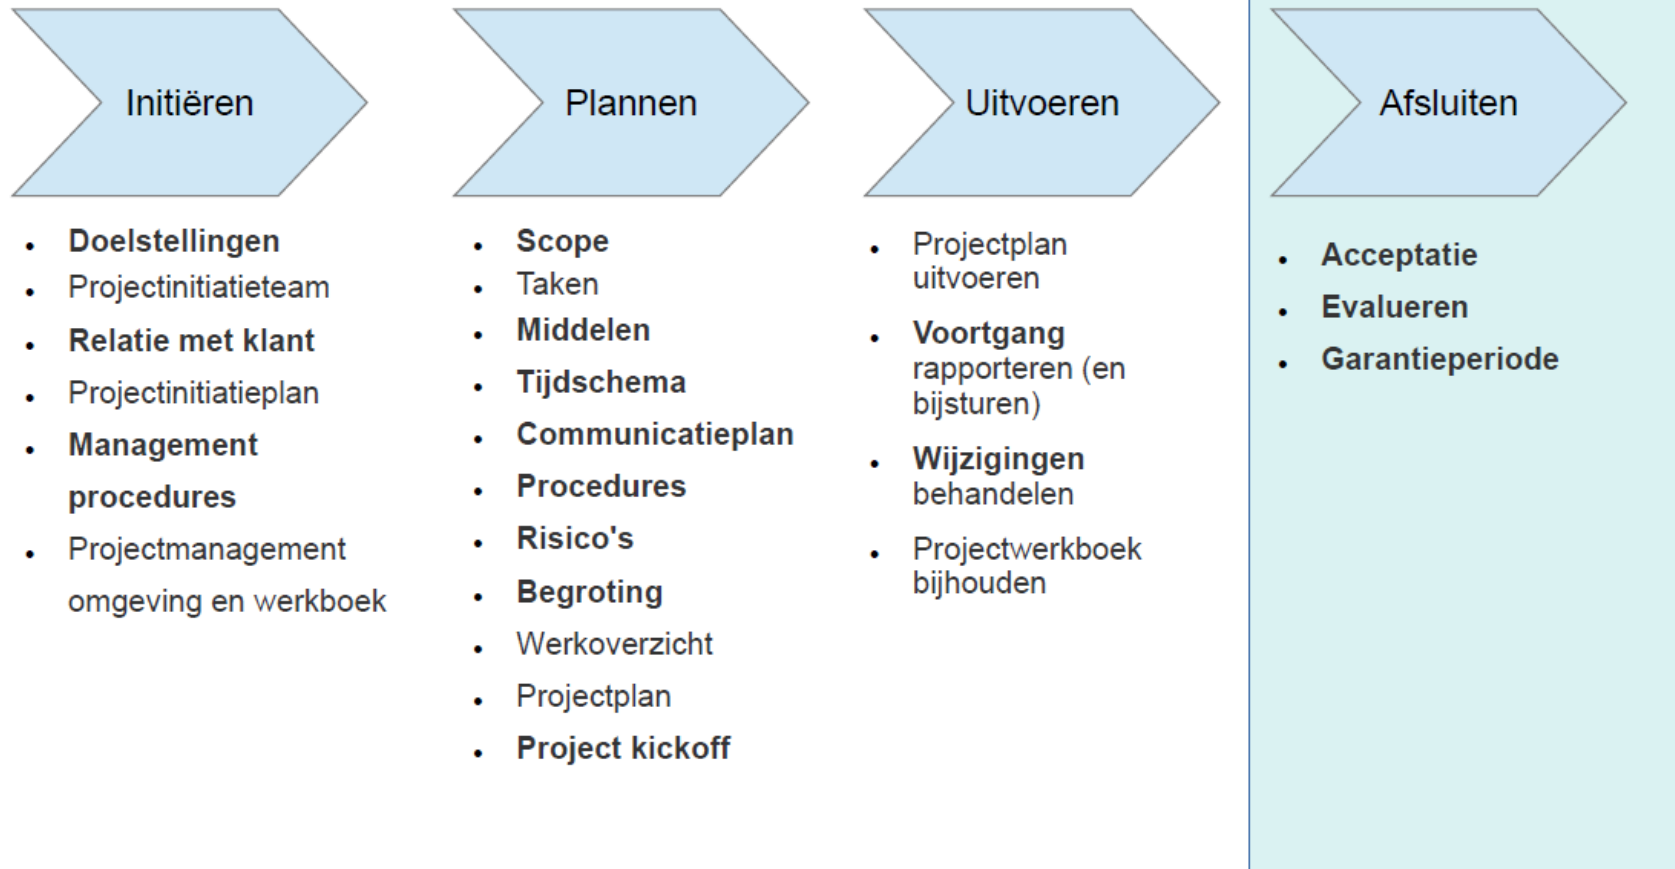 Initiëren
Doelstellingen
Projectinitiatieteam
Relatie met klant
Projectinitiatieplan
Management
procedures
Projectmanagement
omgeving en werkboek
Plannen
Scope
Taken
Middelen
Tijdschema
Communicatieplan
Procedures
Risico's
Begroting
Werkoverzicht
Projectplan
Project kickoff
Uitvoeren
Projectplan
uitvoeren
Voortgang
rapporteren (en
bijsturen)
Wijzigingen
behandelen
Projectwerkboek
bijhouden
Afsluiten
Acceptatie
Evalueren
Garantieperiode